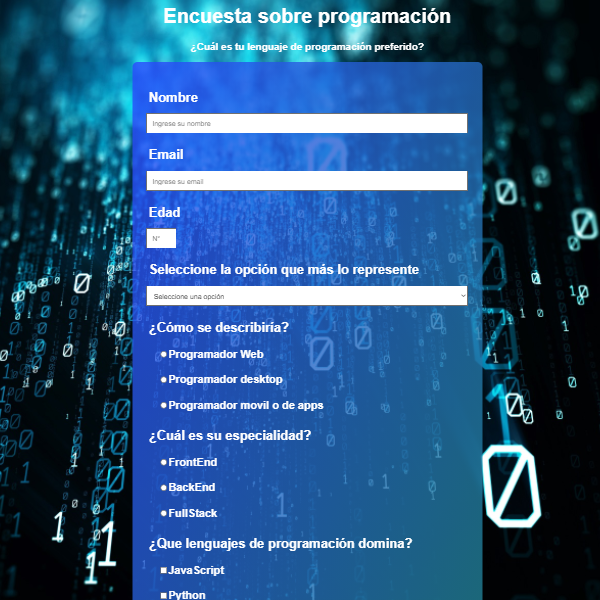 Encuesta sobre programación
¿Cuál es tu lenguaje de programación preferido?
Nombre
Ingrese su nombre
Email
Ingrese su email
Edad
N°
Seleccione la opción que más lo represente
Seleccione una opción
¿Cómo se describiría?
Programador Web
Programador desktop
Programador movil o de apps
¿Cuál es su especialidad?
FrontEnd
BackEnd
FullStack
¿Que lenguajes de programación domina?
JavaScript
Python